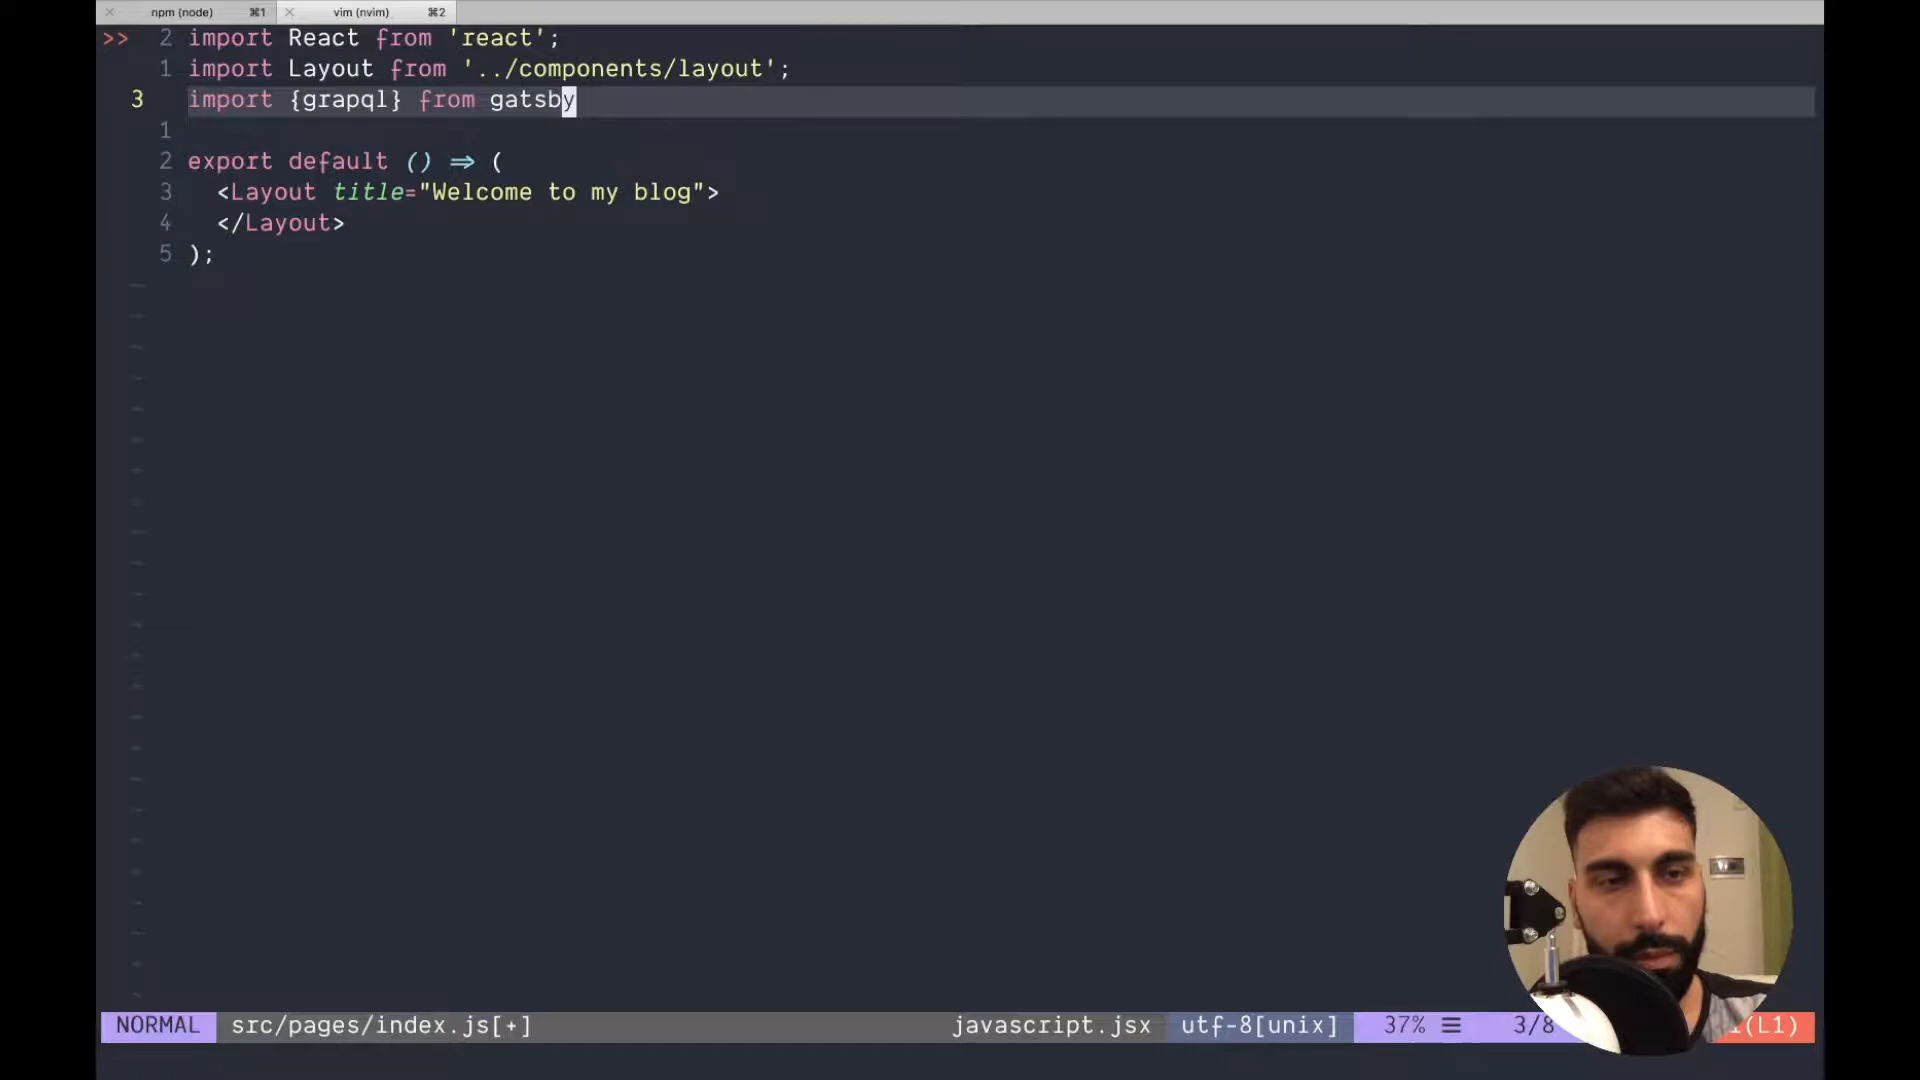 npm (node) ⌘1 vim (nvim) ⌘2
>> 2 import React from 'react';
1 import Layout from '../components/layout';
3 import {grapql} from gatsby
1
2 export default () => (
3 <Layout title="Welcome to my blog">
4 </Layout>
5 );
NORMAL src/pages/index.js[+] javascript.jsx utf-8[unix] 37% ☰ 3/8 (L1)